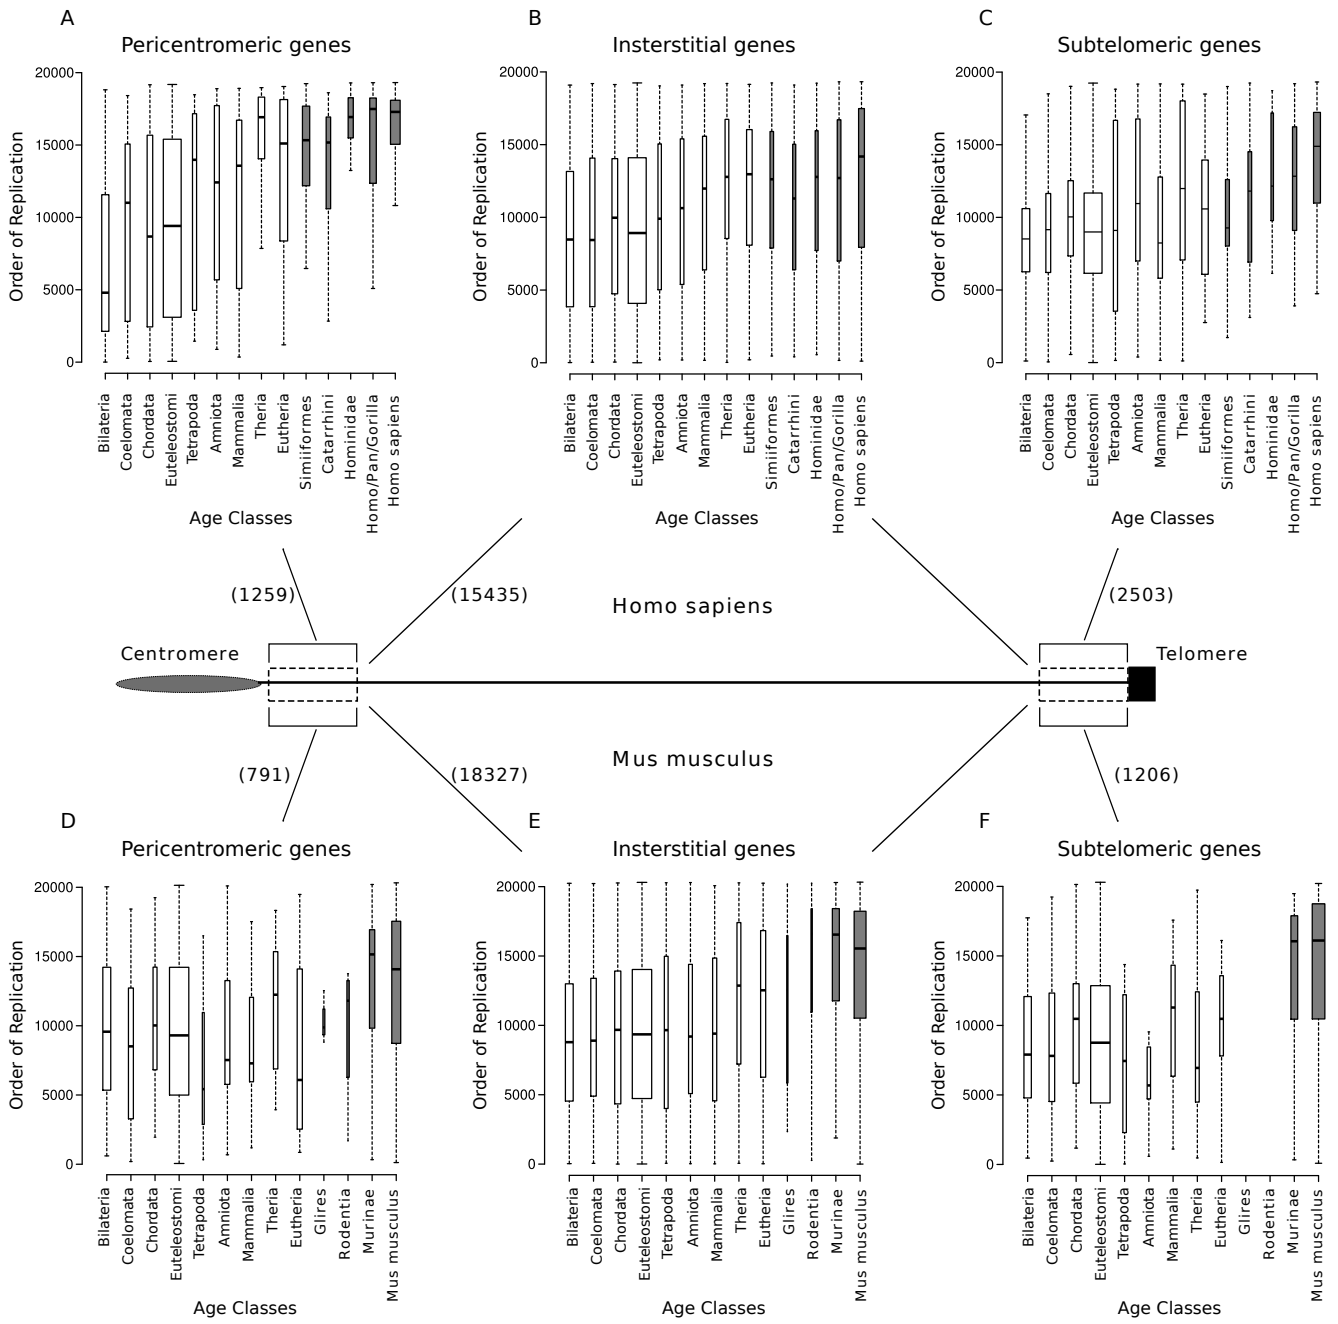 A
Pericentromeric genes
Order of Replication
20000
15000
10000
5000
0
Bilateria
Coelomata
Chordata
Euteleostomi
Tetrapoda
Amniota
Mammalia
Theria
Eutheria
Simiiformes
Catarrhini
Hominidae
Homo/Pan/Gorilla
Homo sapiens
Age Classes
B
Insterstitial genes
Order of Replication
20000
15000
10000
5000
0
Bilateria
Coelomata
Chordata
Euteleostomi
Tetrapoda
Amniota
Mammalia
Theria
Eutheria
Simiiformes
Catarrhini
Hominidae
Homo/Pan/Gorilla
Homo sapiens
Age Classes
C
Subtelomeric genes
Order of Replication
20000
15000
10000
5000
0
Bilateria
Coelomata
Chordata
Euteleostomi
Tetrapoda
Amniota
Mammalia
Theria
Eutheria
Simiiformes
Catarrhini
Hominidae
Homo/Pan/Gorilla
Homo sapiens
Age Classes
(1259)
(15435)
Homo sapiens
(2503)
Centromere
Telomere
(791)
(18327)
Mus musculus
(1206)
D
Pericentromeric genes
Order of Replication
20000
15000
10000
5000
0
Bilateria
Coelomata
Chordata
Euteleostomi
Tetrapoda
Amniota
Mammalia
Theria
Eutheria
Glires
Rodentia
Murinae
Mus musculus
Age Classes
E
Insterstitial genes
Order of Replication
20000
15000
10000
5000
0
Bilateria
Coelomata
Chordata
Euteleostomi
Tetrapoda
Amniota
Mammalia
Theria
Eutheria
Glires
Rodentia
Murinae
Mus musculus
Age Classes
F
Subtelomeric genes
Order of Replication
20000
15000
10000
5000
0
Bilateria
Coelomata
Chordata
Euteleostomi
Tetrapoda
Amniota
Mammalia
Theria
Eutheria
Glires
Rodentia
Murinae
Mus musculus
Age Classes